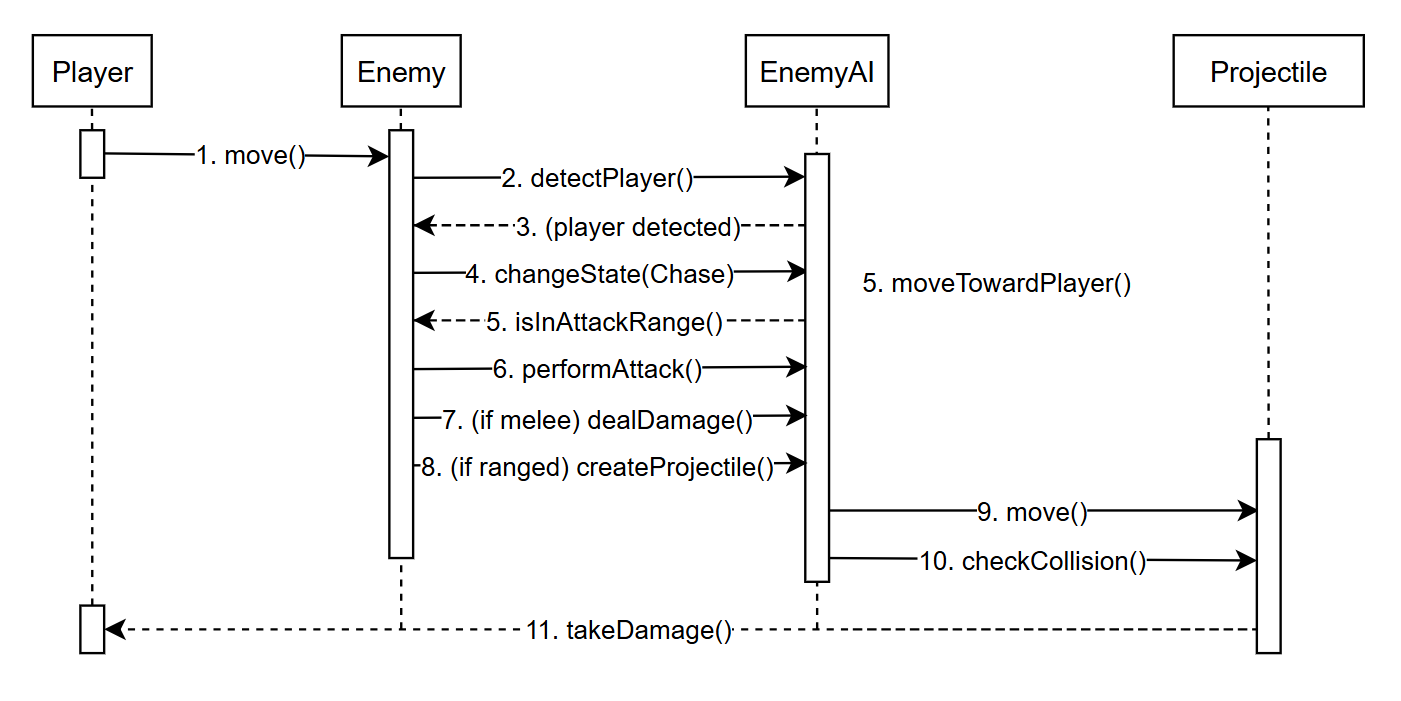 Player
Enemy
EnemyAI
Projectile
1. move()
2. detectPlayer()
3. (player detected)
4. changeState(Chase)
5. moveTowardPlayer()
5. isInAttackRange()
6. performAttack()
7. (if melee) dealDamage()
8. (if ranged) createProjectile()
9. move()
10. checkCollision()
11. takeDamage()